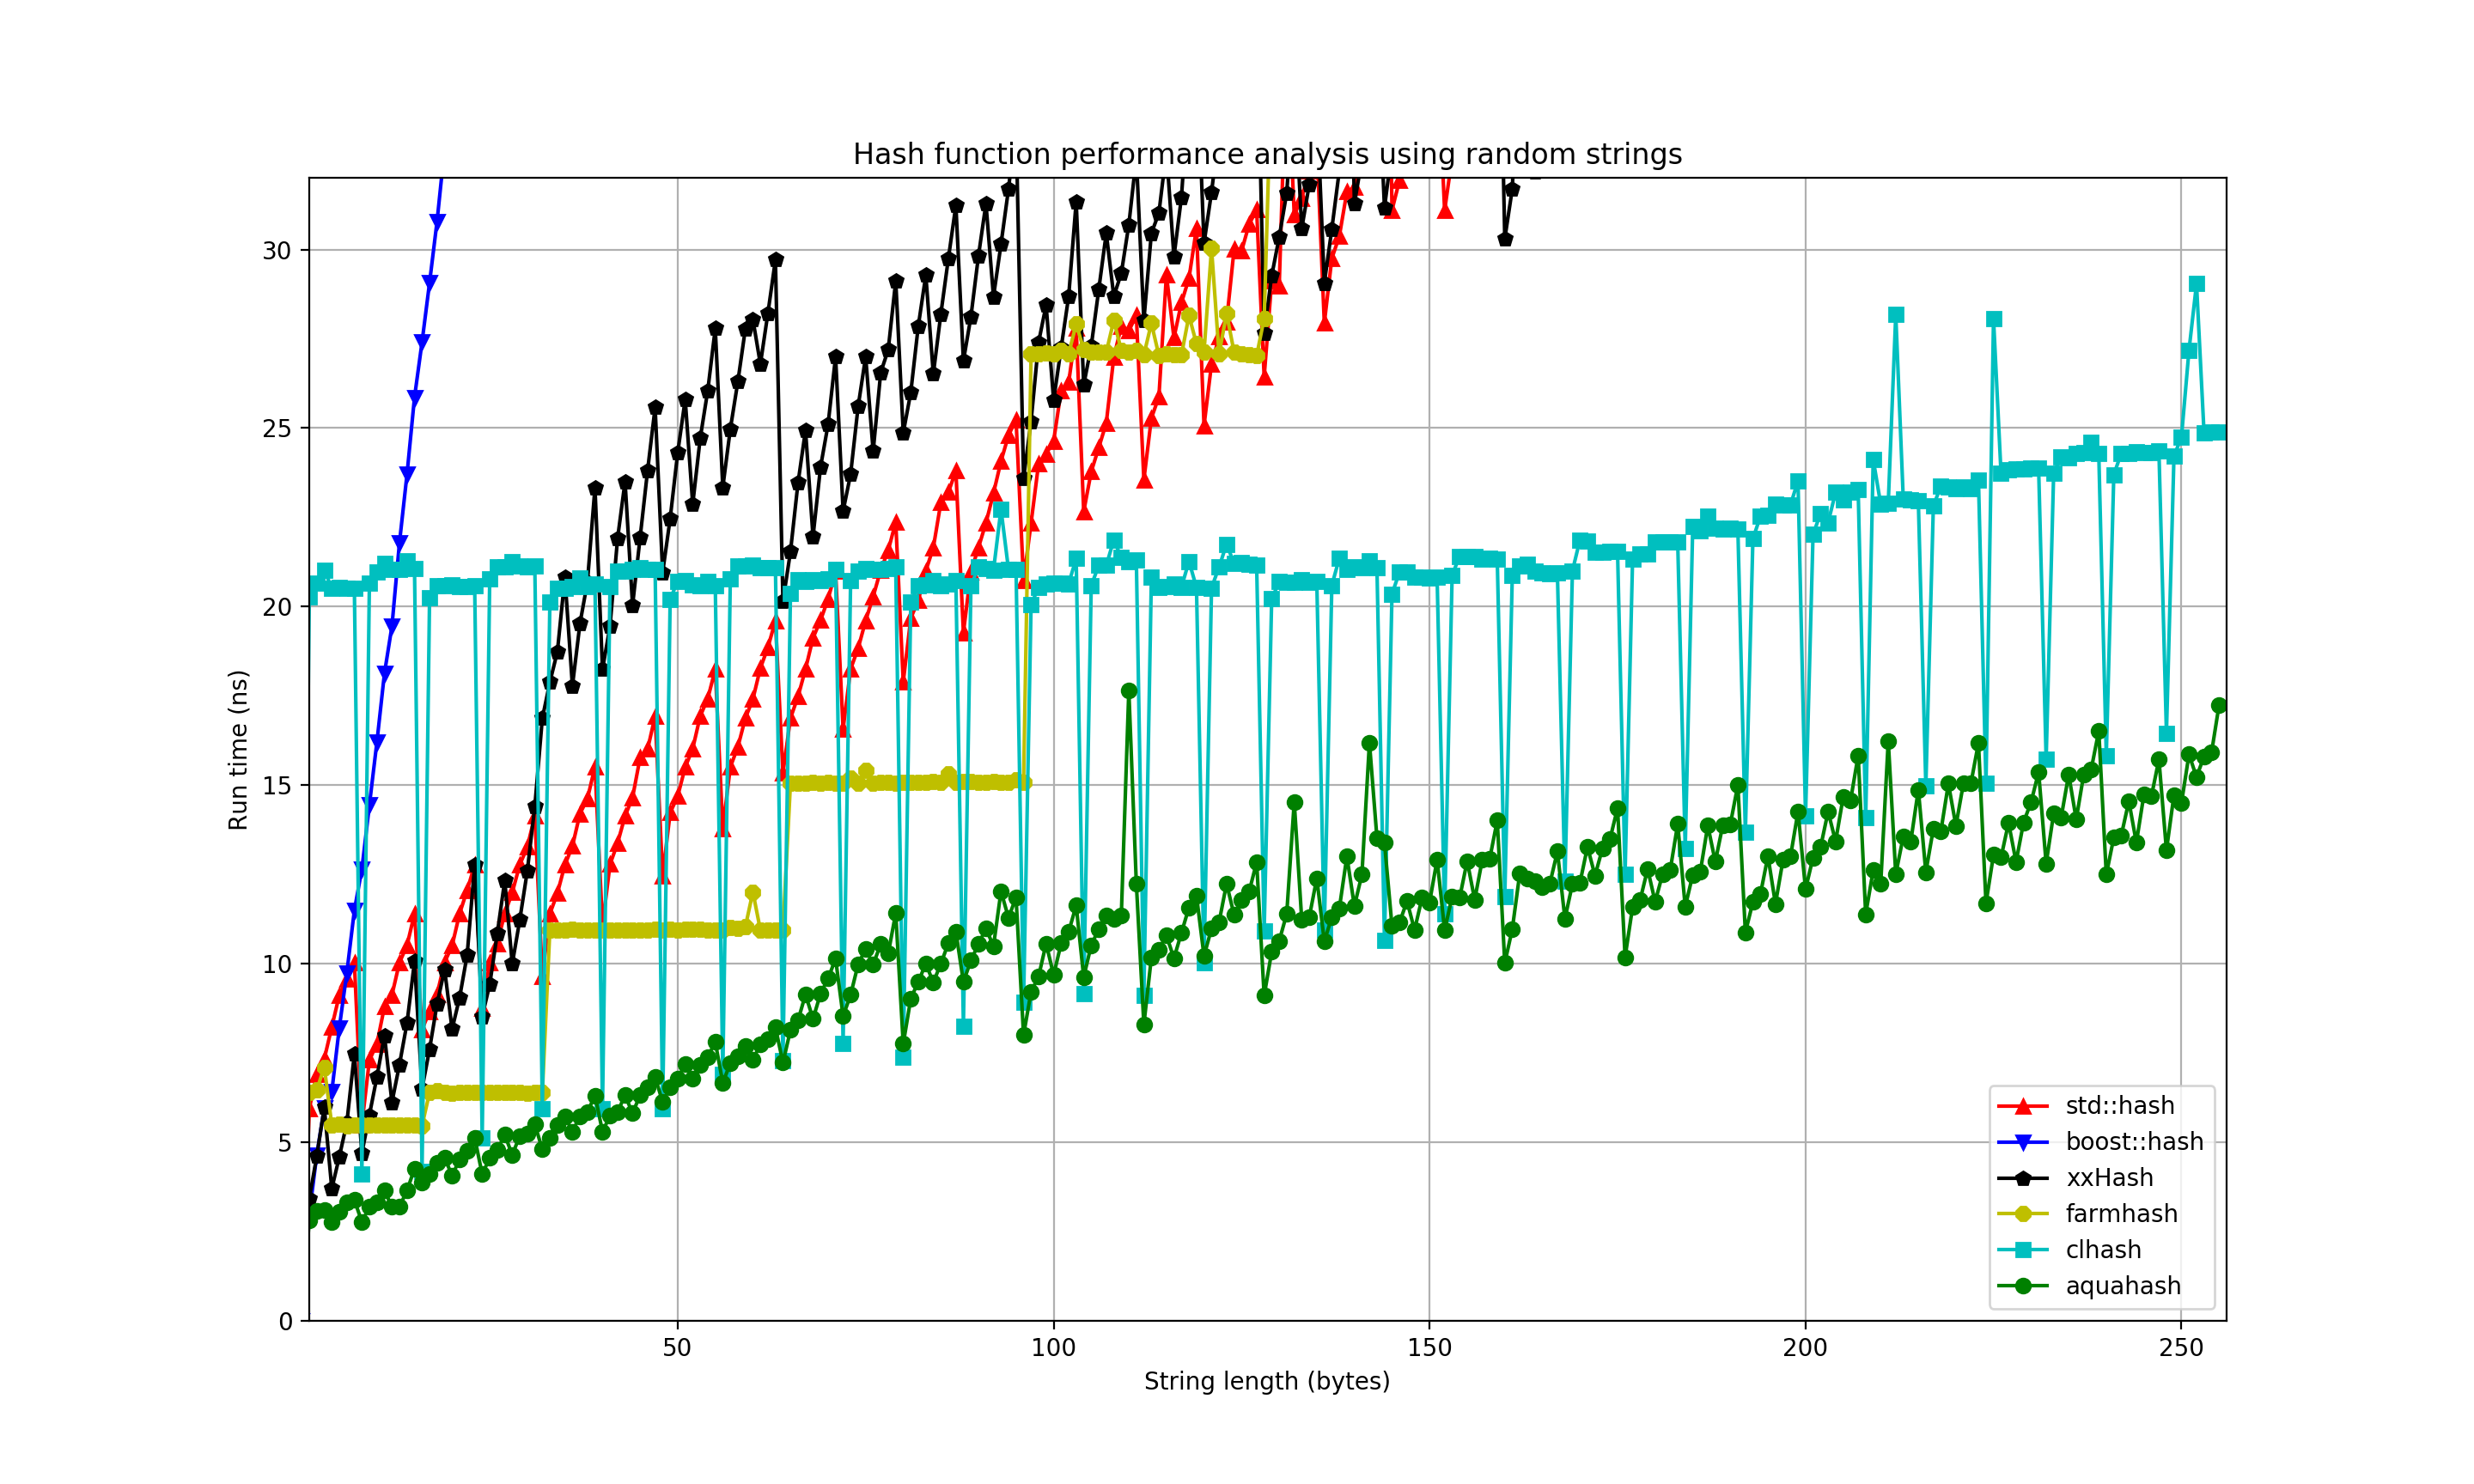 Hash function performance analysis using random strings
Run time (ns)
30
25
20
15
10
5
0
50
100
150
200
250
String length (bytes)
std::hash
boost::hash
xxHash
farmhash
clhash
aquahash